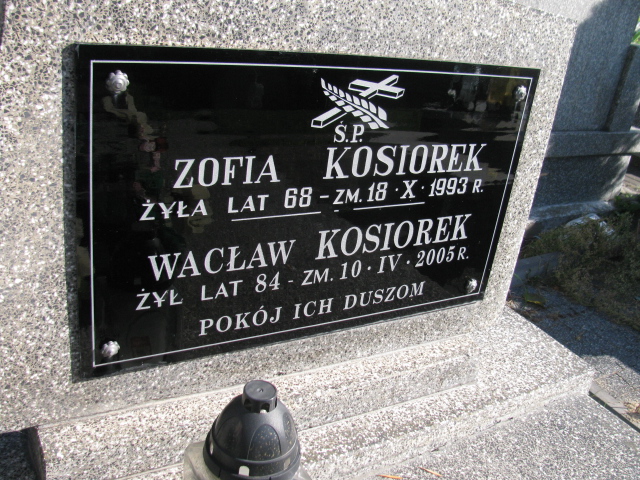 Ś.P.
ZOFIA KOSIOREK
ŻYŁA LAT 68 - ZM. 18 · X · 1993 R.
WACŁAW KOSIOREK
ŻYŁ LAT 84 - ZM. 10 · IV · 2005 R.
POKÓJ ICH DUSZOM